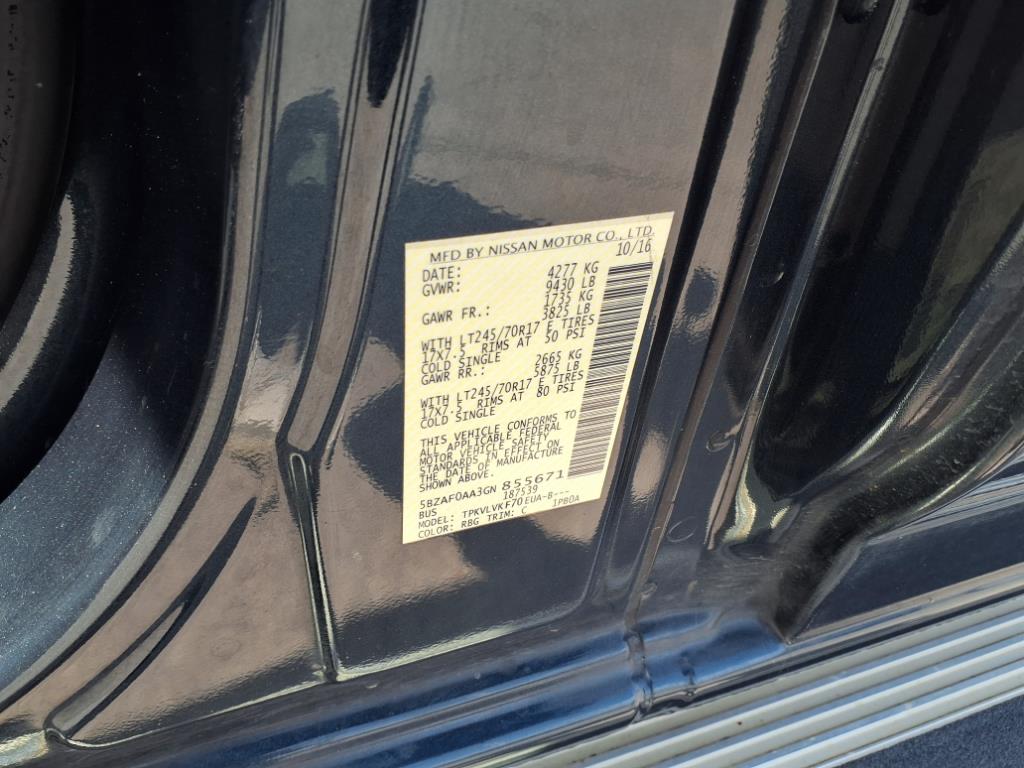 MFD BY NISSAN MOTOR CO., LTD.
DATE: 10/16
GVWR: 4277 KG
9430 LB
GAWR FR.: 1735 KG
3825 LB
WITH LT245/70R17 E TIRES
17X7.5 RIMS AT 50 PSI
COLD SINGLE
GAWR RR.: 2665 KG
5875 LB
WITH LT245/70R17 E TIRES
17X7.5 RIMS AT 80 PSI
COLD SINGLE
THIS VEHICLE CONFORMS TO
ALL APPLICABLE FEDERAL
MOTOR VEHICLE SAFETY
STANDARDS IN EFFECT ON
THE DATE OF MANUFACTURE
SHOWN ABOVE.
5BZAF0AA3GN 855671
BUS 187539
MODEL: TPKVLVKF70EUA-B---
COLOR: RBG TRIM: C 1PB0A